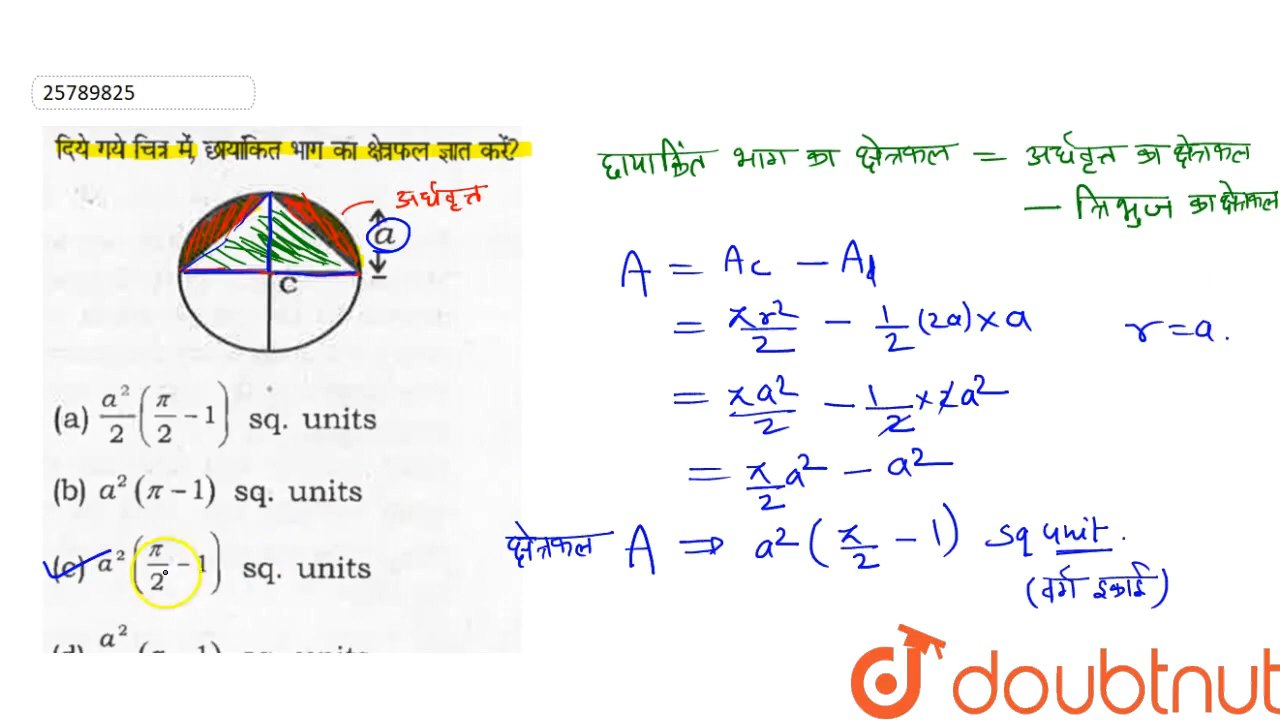 25789825
दिये गये चित्र में, छायांकित भाग का क्षेत्रफल ज्ञात करें?
अर्धवृत्त
a
C
(a) a²/2 (π/2 − 1) sq. units
(b) a² (π − 1) sq. units
(c) a² (π/2 − 1) sq. units
छायांकित भाग का क्षेत्रफल = अर्धवृत्त का क्षेत्रफल
− त्रिभुज का क्षेत्रफल
A = Ac − Ad
= πr²/2 − 1/2 (2a) × a r = a.
= πa²/2 − 1/2 × 2a²
= π/2 a² − a²
क्षेत्रफल A ⇒ a² (π/2 − 1) sq unit.
(वर्ग इकाई)
doubtnut